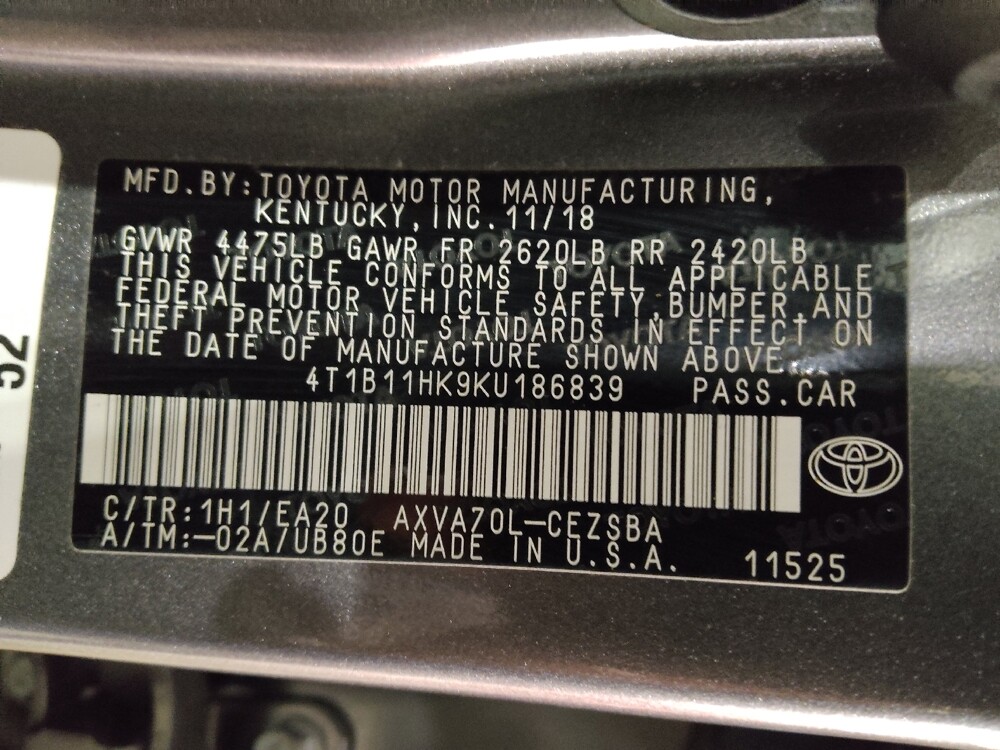 MFD.BY:TOYOTA MOTOR MANUFACTURING,
KENTUCKY, INC. 11/18
GVWR 4475LB GAWR FR 2620LB RR 2420LB
THIS VEHICLE CONFORMS TO ALL APPLICABLE
FEDERAL MOTOR VEHICLE SAFETY,BUMPER,AND
THEFT PREVENTION STANDARDS IN EFFECT ON
THE DATE OF MANUFACTURE SHOWN ABOVE.
4T1B11HK9KU186839 PASS.CAR
C/TR:1H1/EA20 AXVA70L-CEZSBA
A/TM:-02A/UB80E MADE IN U.S.A. 11525
52